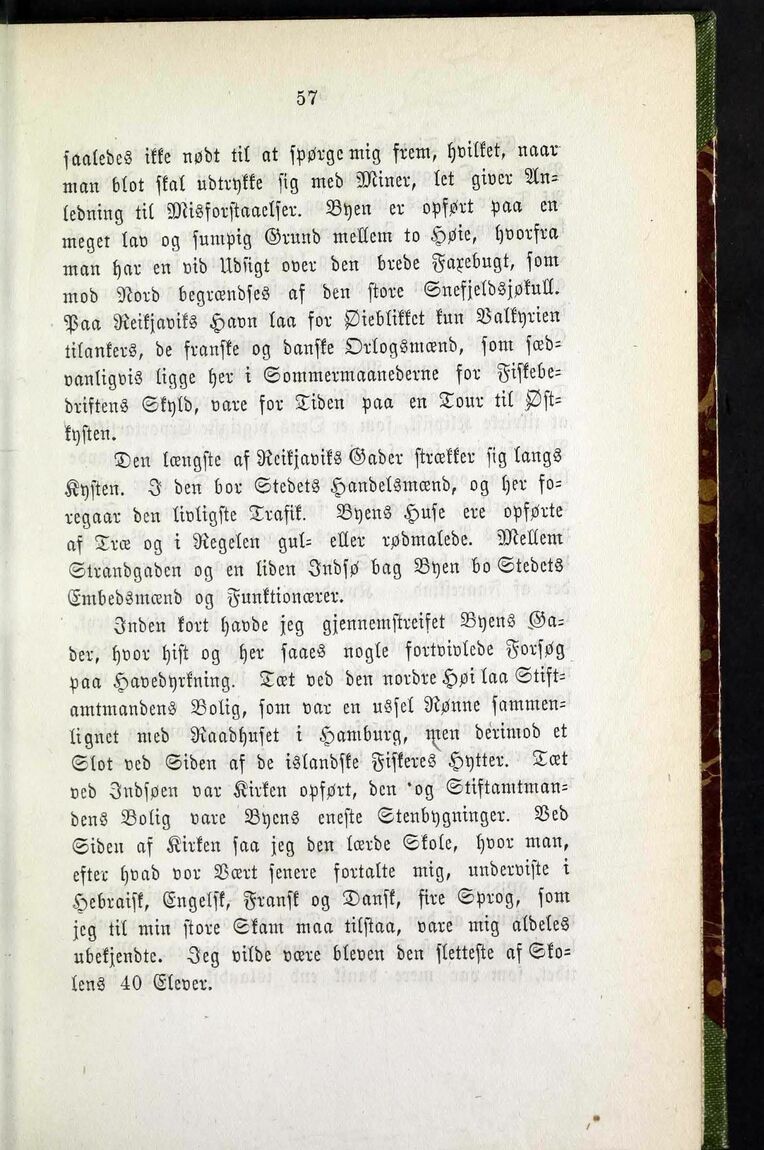 57
saaledes ikke nødt til at spørge mig frem, hvilket, naar
man blot skal udtrykke sig med Miner, let giver An-
ledning til Misforstaaelser. Byen er opført paa en
meget lav og sumpig Grund mellem to Høie, hvorfra
man har en vid Udsigt over den brede Faxebugt, som
mod Nord begrændses af den store Snefjeldsjøkull.
Paa Reikjaviks Havn laa for Øieblikket kun Valkyrien
tilankers, de franske og danske Orlogsmænd, som sæd-
vanligvis ligge her i Sommermaanederne for Fiskebe-
driftens Skyld, vare for Tiden paa en Tour til Øst-
kysten.
Den længste af Reikjaviks Gader strækker sig langs
Kysten. I den bor Stedets Handelsmænd, og her fo-
regaar den livligste Trafik. Byens Huse ere opførte
af Træ og i Regelen gul- eller rødmalede. Mellem
Strandgaden og en liden Indsø bag Byen bo Stedets
Embedsmænd og Funktionærer.
Inden kort havde jeg gjennemstreifet Byens Ga-
der, hvor hist og her saaes nogle fortvivlede Forsøg
paa Havedyrkning. Tæt ved den nordre Høi laa Stift-
amtmandens Bolig, som var en ussel Rønne sammen-
lignet med Raadhuset i Hamburg, men derimod et
Slot ved Siden af de islandske Fiskeres Hytter. Tæt
ved Indsøen var Kirken opført, den og Stiftamtman-
dens Bolig vare Byens eneste Stenbygninger. Ved
Siden af Kirken saa jeg den lærde Skole, hvor man,
efter hvad vor Vært senere fortalte mig, underviste i
Hebraisk, Engelsk, Fransk og Dansk, fire Sprog, som
jeg til min store Skam maa tilstaa, vare mig aldeles
ubekjendte. Jeg vilde være bleven den sletteste af Sko-
lens 40 Elever.